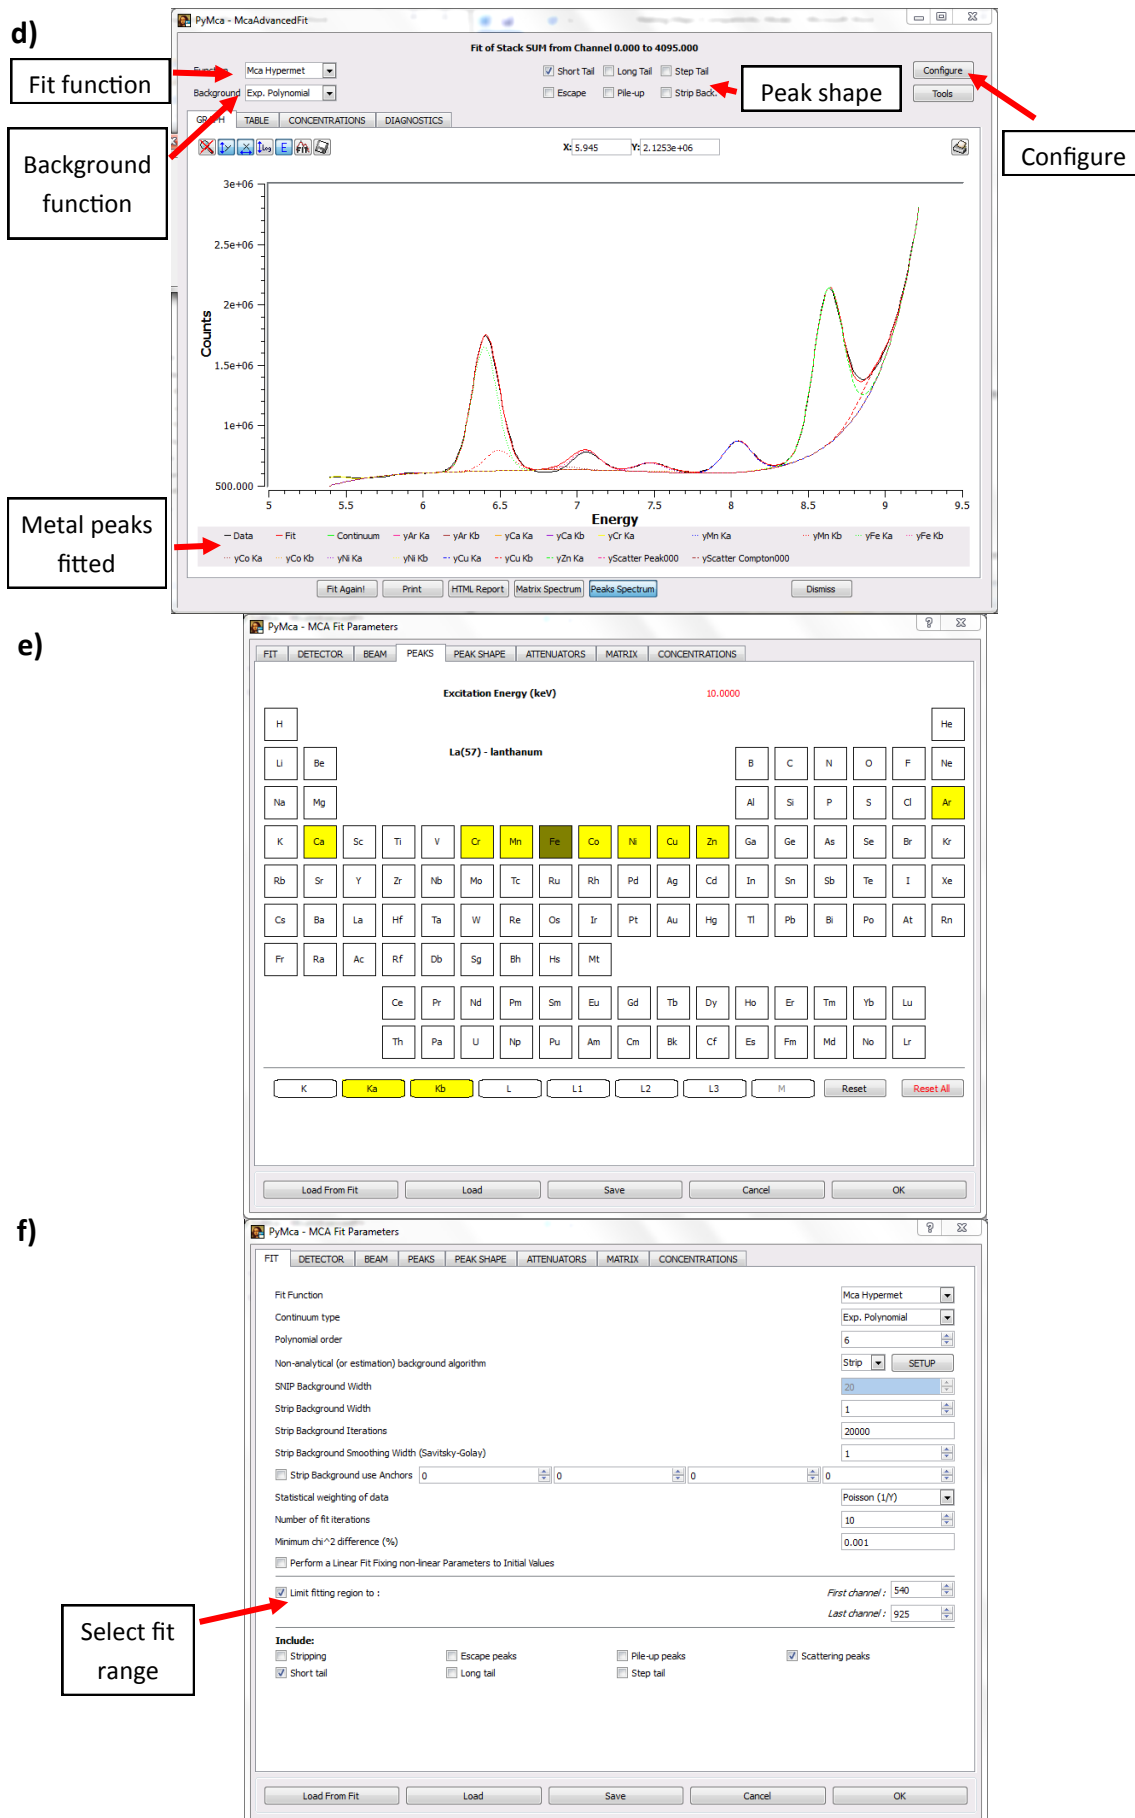 d)
PyMca - McaAdvancedFit
Fit of Stack SUM from Channel 0.000 to 4095.000
Function Mca Hypermet
Short Tail Long Tail Step Tail
Configure
Background Exp. Polynomial
Escape Pile-up Strip Back.
Tools
Fit function
Background
function
Peak shape
Configure
GRAPH TABLE CONCENTRATIONS DIAGNOSTICS
X: 5.945 Y: 2.1253e+06
3e+06
2.5e+06
2e+06
1.5e+06
1e+06
500.000
Counts
5 5.5 6 6.5 7 7.5 8 8.5 9 9.5
Energy
Metal peaks
fitted
Data Fit Continuum yAr Ka yAr Kb yCa Ka yCa Kb yCr Ka yMn Ka yMn Kb yFe Ka yFe Kb
yCo Ka yCo Kb yNi Ka yNi Kb yCu Ka yCu Kb yZn Ka yScatter Peak000 yScatter Compton000
Fit Again! Print HTML Report Matrix Spectrum Peaks Spectrum Dismiss
e)
PyMca - MCA Fit Parameters
FIT DETECTOR BEAM PEAKS PEAK SHAPE ATTENUATORS MATRIX CONCENTRATIONS
Excitation Energy (keV) 10.0000
H He
La(57) - lanthanum
Li Be B C N O F Ne
Na Mg Al Si P S Cl Ar
K Ca Sc Ti V Cr Mn Fe Co Ni Cu Zn Ga Ge As Se Br Kr
Rb Sr Y Zr Nb Mo Tc Ru Rh Pd Ag Cd In Sn Sb Te I Xe
Cs Ba La Hf Ta W Re Os Ir Pt Au Hg Tl Pb Bi Po At Rn
Fr Ra Ac Rf Db Sg Bh Hs Mt
Ce Pr Nd Pm Sm Eu Gd Tb Dy Ho Er Tm Yb Lu
Th Pa U Np Pu Am Cm Bk Cf Es Fm Md No Lr
K Ka Kb L L1 L2 L3 M Reset Reset All
Load From Fit Load Save Cancel OK
f)
PyMca - MCA Fit Parameters
FIT DETECTOR BEAM PEAKS PEAK SHAPE ATTENUATORS MATRIX CONCENTRATIONS
Fit Function Mca Hypermet
Continuum type Exp. Polynomial
Polynomial order 6
Non-analytical (or estimation) background algorithm Strip SETUP
SNIP Background Width 20
Strip Background Width 1
Strip Background Iterations 20000
Strip Background Smoothing Width (Savitsky-Golay) 1
Strip Background use Anchors 0 0 0 0
Statistical weighting of data Poisson (1/Y)
Number of fit iterations 10
Minimum chi^2 difference (%) 0.001
Perform a Linear Fit Fixing non-linear Parameters to Initial Values
Limit fitting region to : First channel : 540
Last channel : 925
Select fit
range
Include:
Stripping Escape peaks Pile-up peaks Scattering peaks
Short tail Long tail Step tail
Load From Fit Load Save Cancel OK